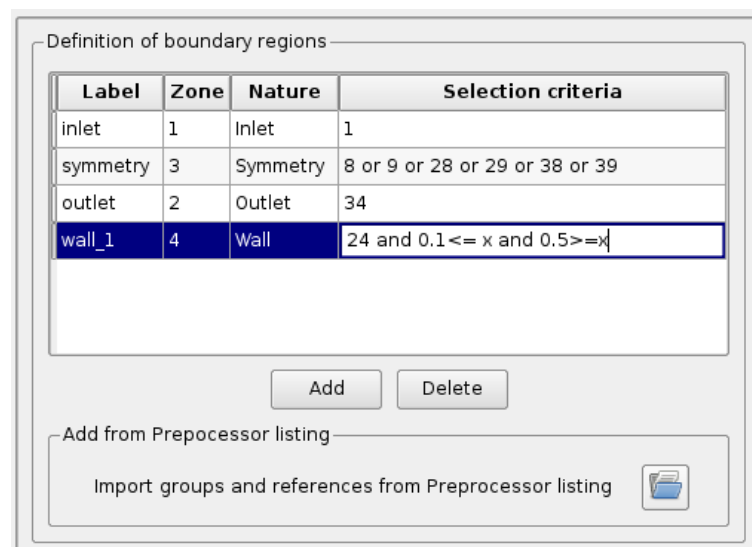 Definition of boundary regions
Label Zone Nature Selection criteria
inlet 1 Inlet 1
symmetry 3 Symmetry 8 or 9 or 28 or 29 or 38 or 39
outlet 2 Outlet 34
wall_1 4 Wall 24 and 0.1<= x and 0.5>=x
Add Delete
Add from Prepocessor listing
Import groups and references from Preprocessor listing